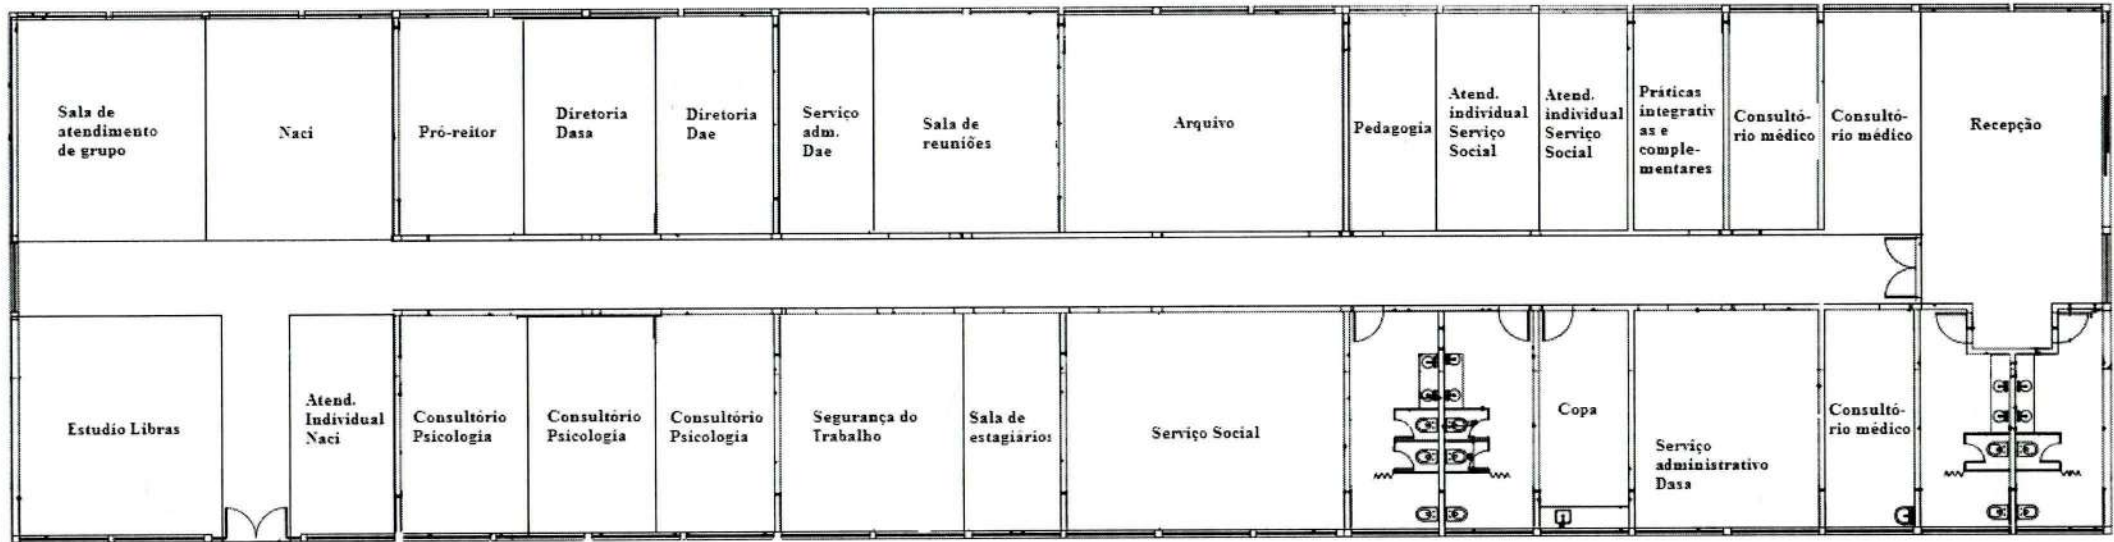 Sala de
atendimento
de grupo
Naci
Pró-reitor
Diretoria
Dasa
Diretoria
Dae
Serviço
adm.
Dae
Sala de
reuniões
Arquivo
Pedagogia
Atend.
individual
Serviço
Social
Atend.
individual
Serviço
Social
Práticas
integrativ
as e
comple-
mentares
Consultó-
rio médico
Consultó-
rio médico
Recepção
Estudio Libras
Atend.
Individual
Naci
Consultório
Psicologia
Consultório
Psicologia
Consultório
Psicologia
Segurança do
Trabalho
Sala de
estagiários
Serviço Social
Copa
Serviço
administrativo
Dasa
Consultó-
rio médico